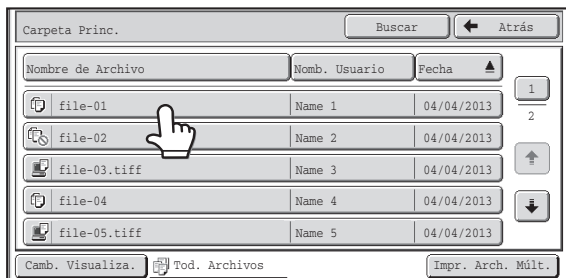 Carpeta Princ. Buscar Atrás
Nombre de Archivo Nomb. Usuario Fecha
file-01 Name 1 04/04/2013
1
2
file-02 Name 2 04/04/2013
file-03.tiff Name 3 04/04/2013
file-04 Name 4 04/04/2013
file-05.tiff Name 5 04/04/2013
Camb. Visualiza. Tod. Archivos Impr. Arch. Múlt.